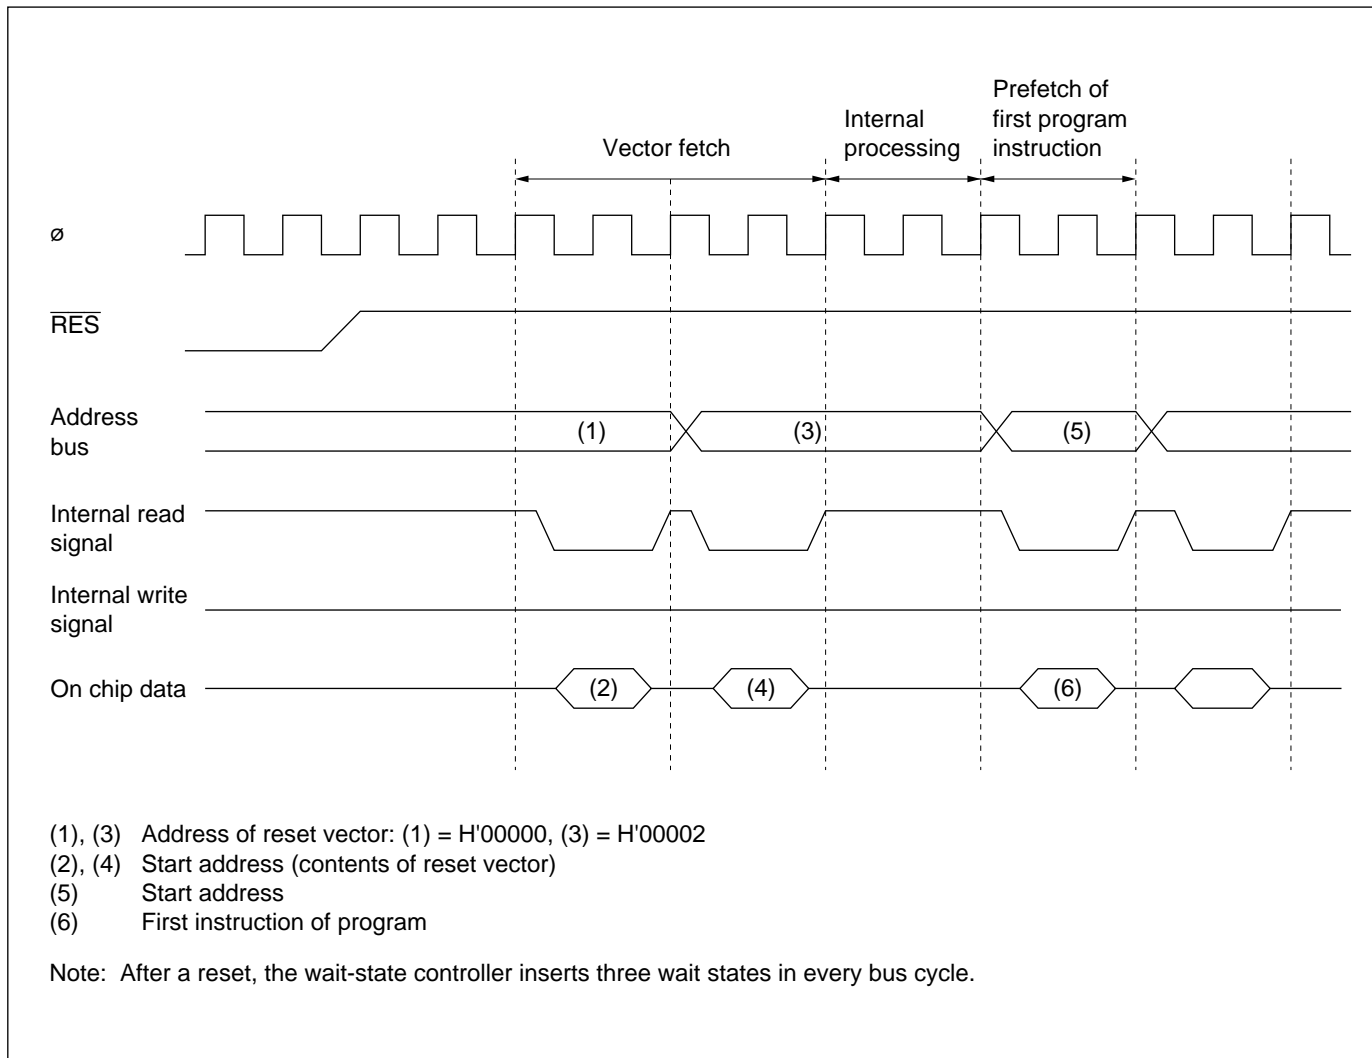 Prefetch of
first program
instruction
Internal
processing
Vector fetch
ø
RES
Address
bus
(1)
(3)
(5)
Internal read
signal
Internal write
signal
On chip data
(2)
(4)
(6)
(1), (3) Address of reset vector: (1) = H'00000, (3) = H'00002
(2), (4) Start address (contents of reset vector)
(5) Start address
(6) First instruction of program
Note: After a reset, the wait-state controller inserts three wait states in every bus cycle.